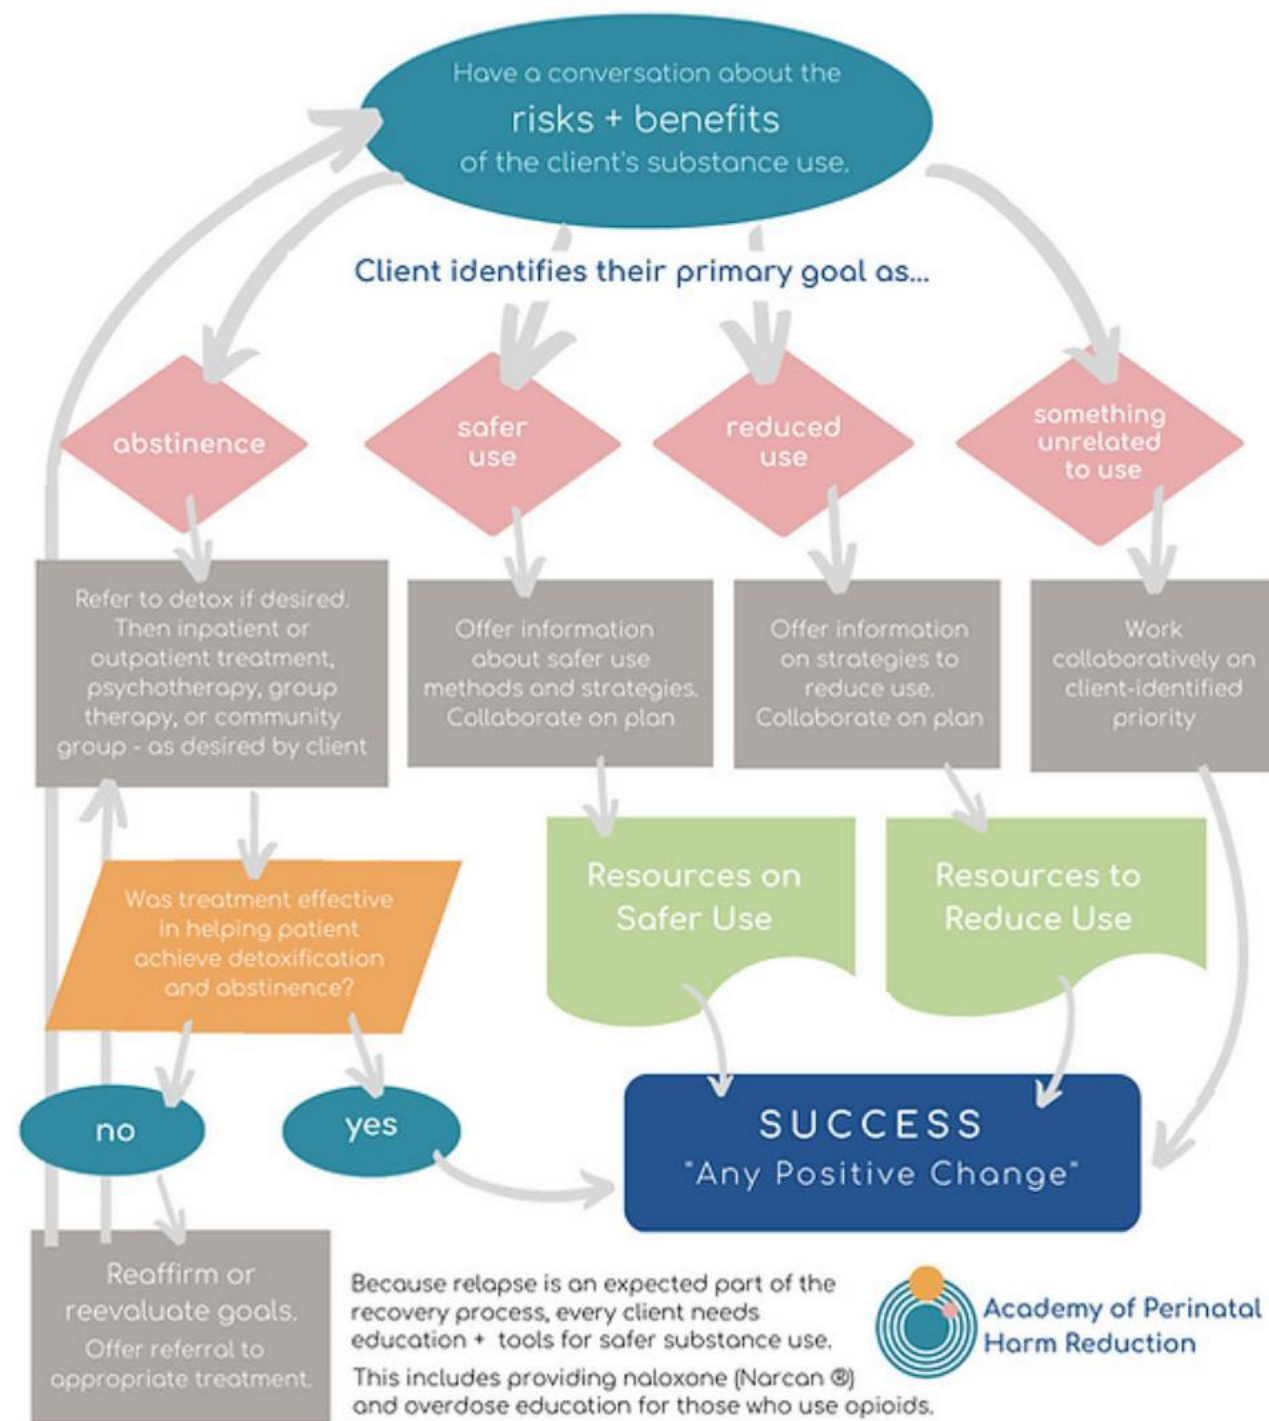 Have a conversation about the
risks + benefits
of the client's substance use.
Client identifies their primary goal as...
abstinence
safer
use
reduced
use
something
unrelated
to use
Refer to detox if desired.
Then inpatient or
outpatient treatment,
psychotherapy, group
therapy, or community
group - as desired by client
Offer information
about safer use
methods and strategies.
Collaborate on plan
Offer information
on strategies to
reduce use.
Collaborate on plan
Work
collaboratively on
client-identified
priority
Was treatment effective
in helping patient
achieve detoxification
and abstinence?
Resources on
Safer Use
Resources to
Reduce Use
no
yes
SUCCESS
"Any Positive Change"
Reaffirm or
reevaluate goals.
Offer referral to
appropriate treatment.
Because relapse is an expected part of the
recovery process, every client needs
education + tools for safer substance use.
This includes providing naloxone (Narcan ®)
and overdose education for those who use opioids.
Academy of Perinatal
Harm Reduction